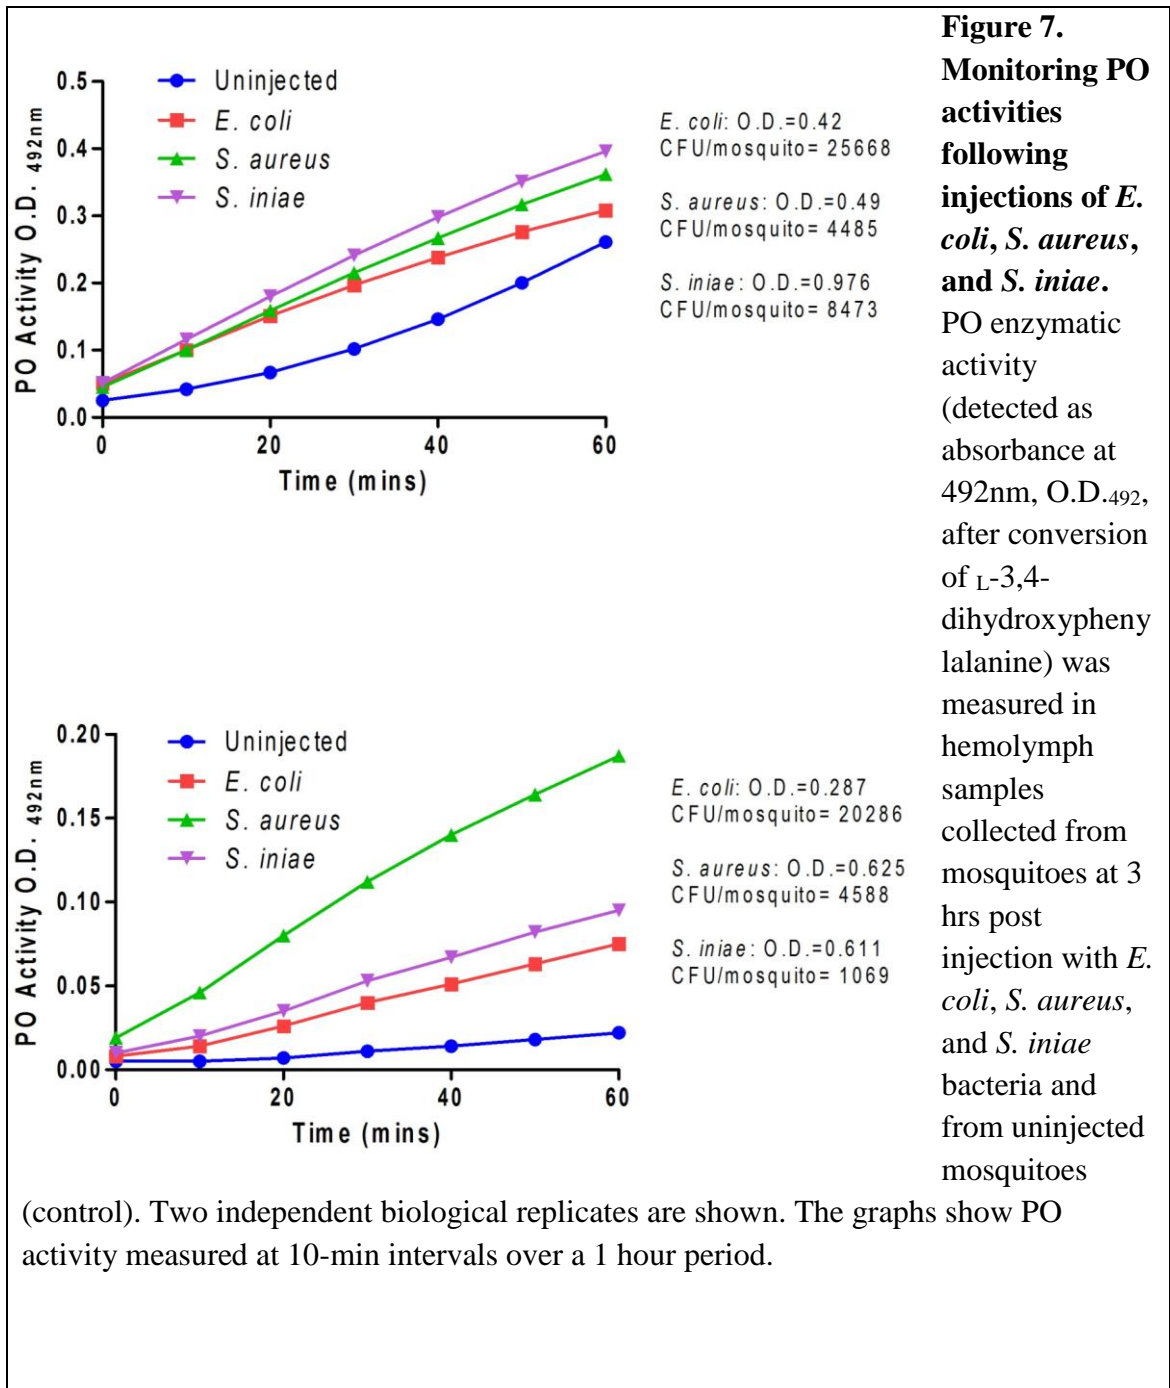 Uninjected
E. coli
S. aureus
S. iniae
0.5
0.4
0.3
0.2
0.1
0.0
PO Activity O.D. 492nm
0
20
40
60
Time (mins)
E. coli: O.D.=0.42
CFU/mosquito= 25668
S. aureus: O.D.=0.49
CFU/mosquito= 4485
S. iniae: O.D.=0.976
CFU/mosquito= 8473
Uninjected
E. coli
S. aureus
S. iniae
0.20
0.15
0.10
0.05
0.00
PO Activity O.D. 492nm
0
20
40
60
Time (mins)
E. coli: O.D.=0.287
CFU/mosquito= 20286
S. aureus: O.D.=0.625
CFU/mosquito= 4588
S. iniae: O.D.=0.611
CFU/mosquito= 1069
Figure 7.
Monitoring PO
activities
following
injections of E.
coli, S. aureus,
and S. iniae.
PO enzymatic
activity
(detected as
absorbance at
492nm, O.D.492,
after conversion
of L-3,4-
dihydroxypheny
lalanine) was
measured in
hemolymph
samples
collected from
mosquitoes at 3
hrs post
injection with E.
coli, S. aureus,
and S. iniae
bacteria and
from uninjected
mosquitoes
(control). Two independent biological replicates are shown. The graphs show PO
activity measured at 10-min intervals over a 1 hour period.